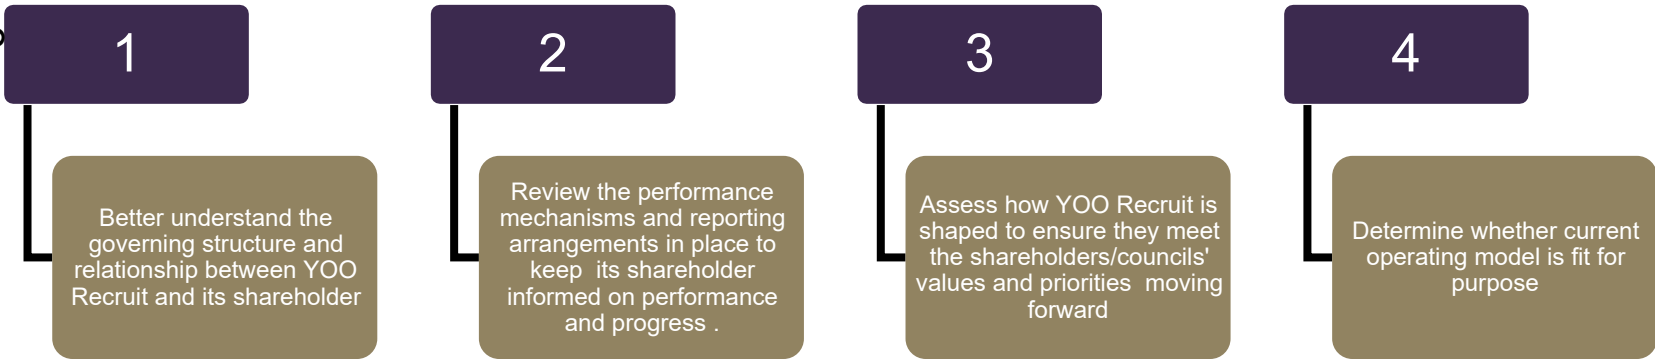 1
Better understand the
governing structure and
relationship between YOO
Recruit and its shareholder
2
Review the performance
mechanisms and reporting
arrangements in place to
keep  its shareholder
informed on performance
and progress .
3
Assess how YOO Recruit is
shaped to ensure they meet
the shareholders/councils'
values and priorities  moving
forward
4
Determine whether current
operating model is fit for
purpose